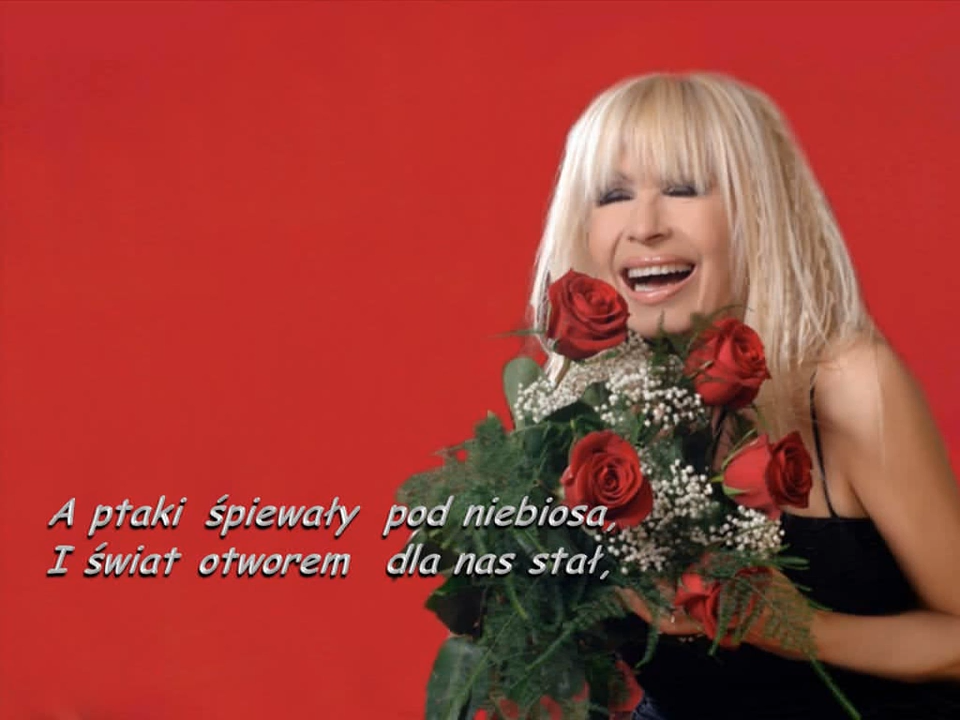 A ptaki śpiewały pod niebiosa,
I świat otworem dla nas stał,